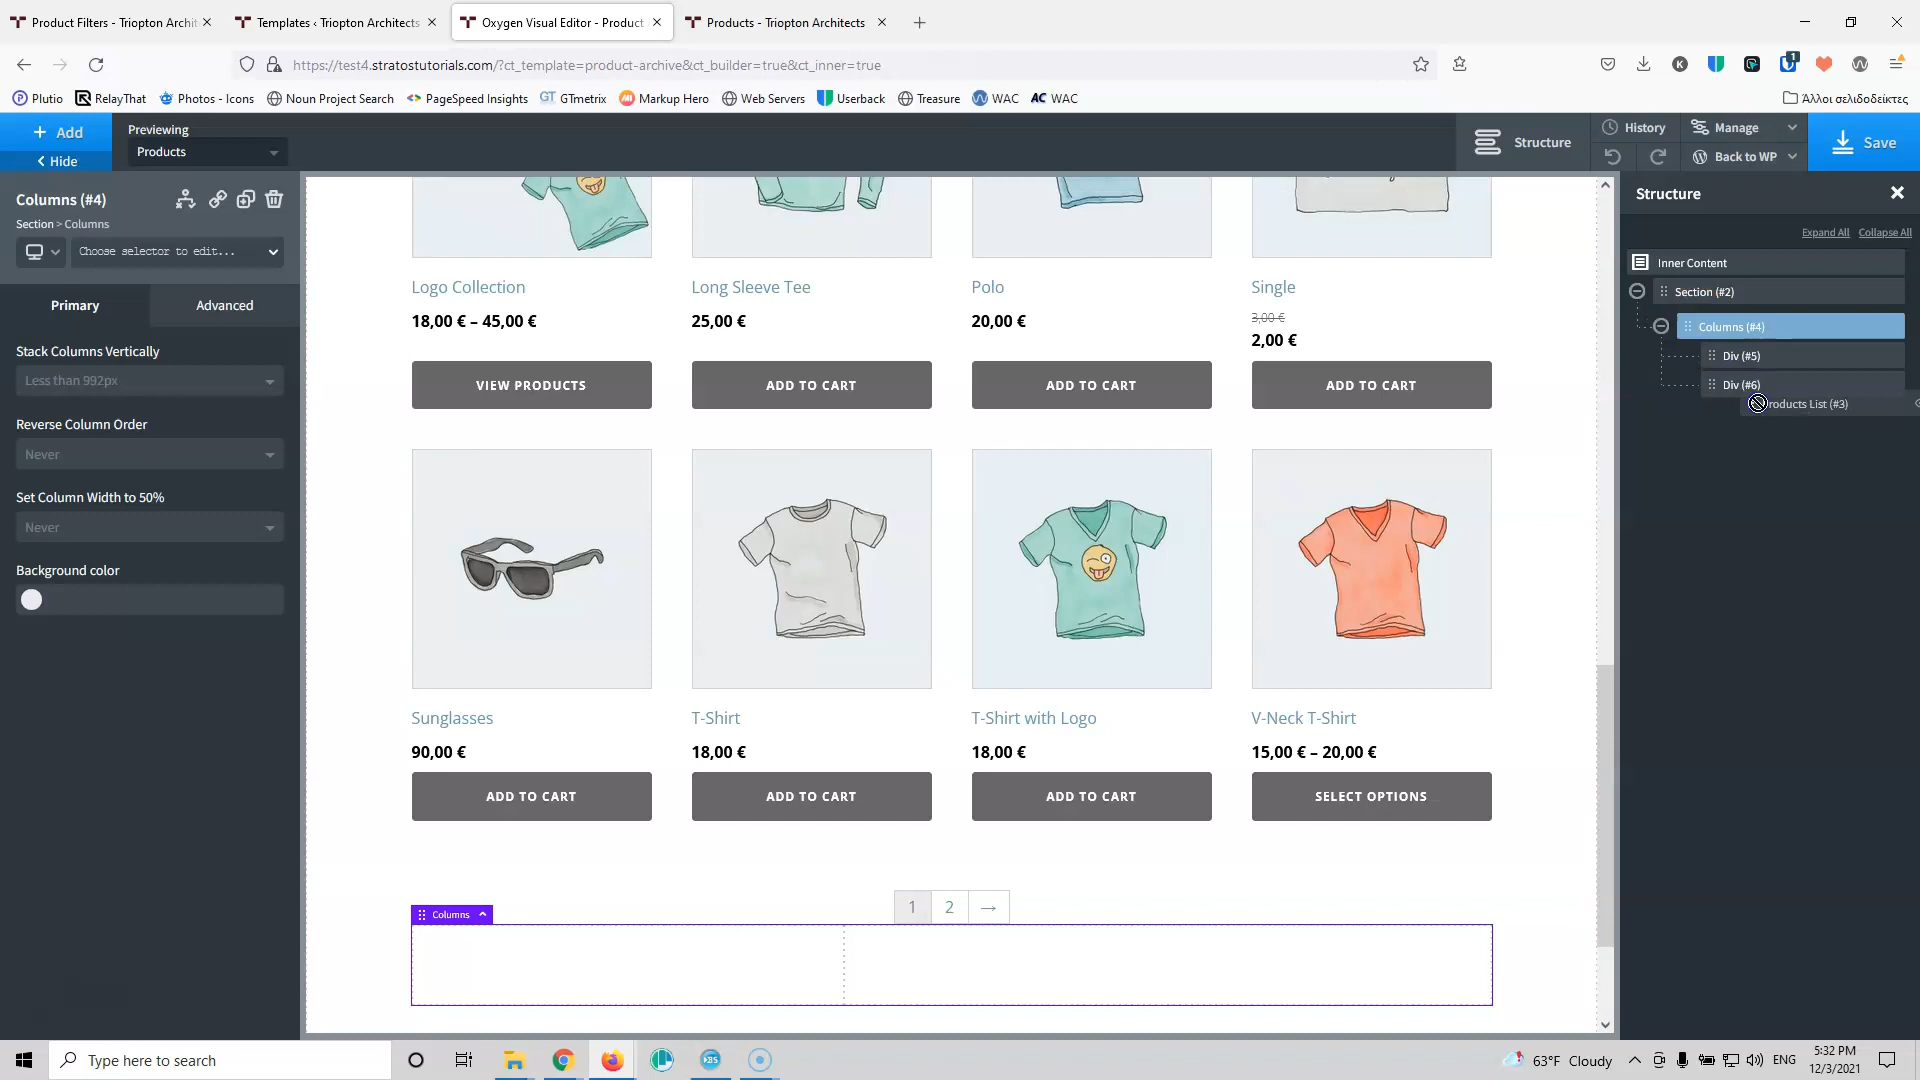 Product Filters - Triopton Archit
Templates ‹ Triopton Architects
Oxygen Visual Editor - Product
Products - Triopton Architects
https://test4.stratostutorials.com/?ct_template=product-archive&ct_builder=true&ct_inner=true
Plutio
RelayThat
Photos - Icons
Noun Project Search
PageSpeed Insights
GT GTmetrix
Markup Hero
Web Servers
Userback
Treasure
WAC
AC WAC
Άλλοι σελιδοδείκτες
+ Add
Hide
Previewing
Products
Structure
History
Manage
Back to WP
Save
Columns (#4)
Section > Columns
Choose selector to edit...
Primary
Advanced
Stack Columns Vertically
Less than 992px
Reverse Column Order
Never
Set Column Width to 50%
Never
Background color
Logo Collection
Long Sleeve Tee
Polo
Single
18,00 € – 45,00 €
25,00 €
20,00 €
3,00 €
2,00 €
VIEW PRODUCTS
ADD TO CART
ADD TO CART
ADD TO CART
Sunglasses
T-Shirt
T-Shirt with Logo
V-Neck T-Shirt
90,00 €
18,00 €
18,00 €
15,00 € – 20,00 €
ADD TO CART
ADD TO CART
ADD TO CART
SELECT OPTIONS
1 2 →
Columns
Structure
Expand All
Collapse All
Inner Content
Section (#2)
Columns (#4)
Div (#5)
Div (#6)
roducts List (#3)
Type here to search
63°F Cloudy
ENG
5:32 PM
12/3/2021